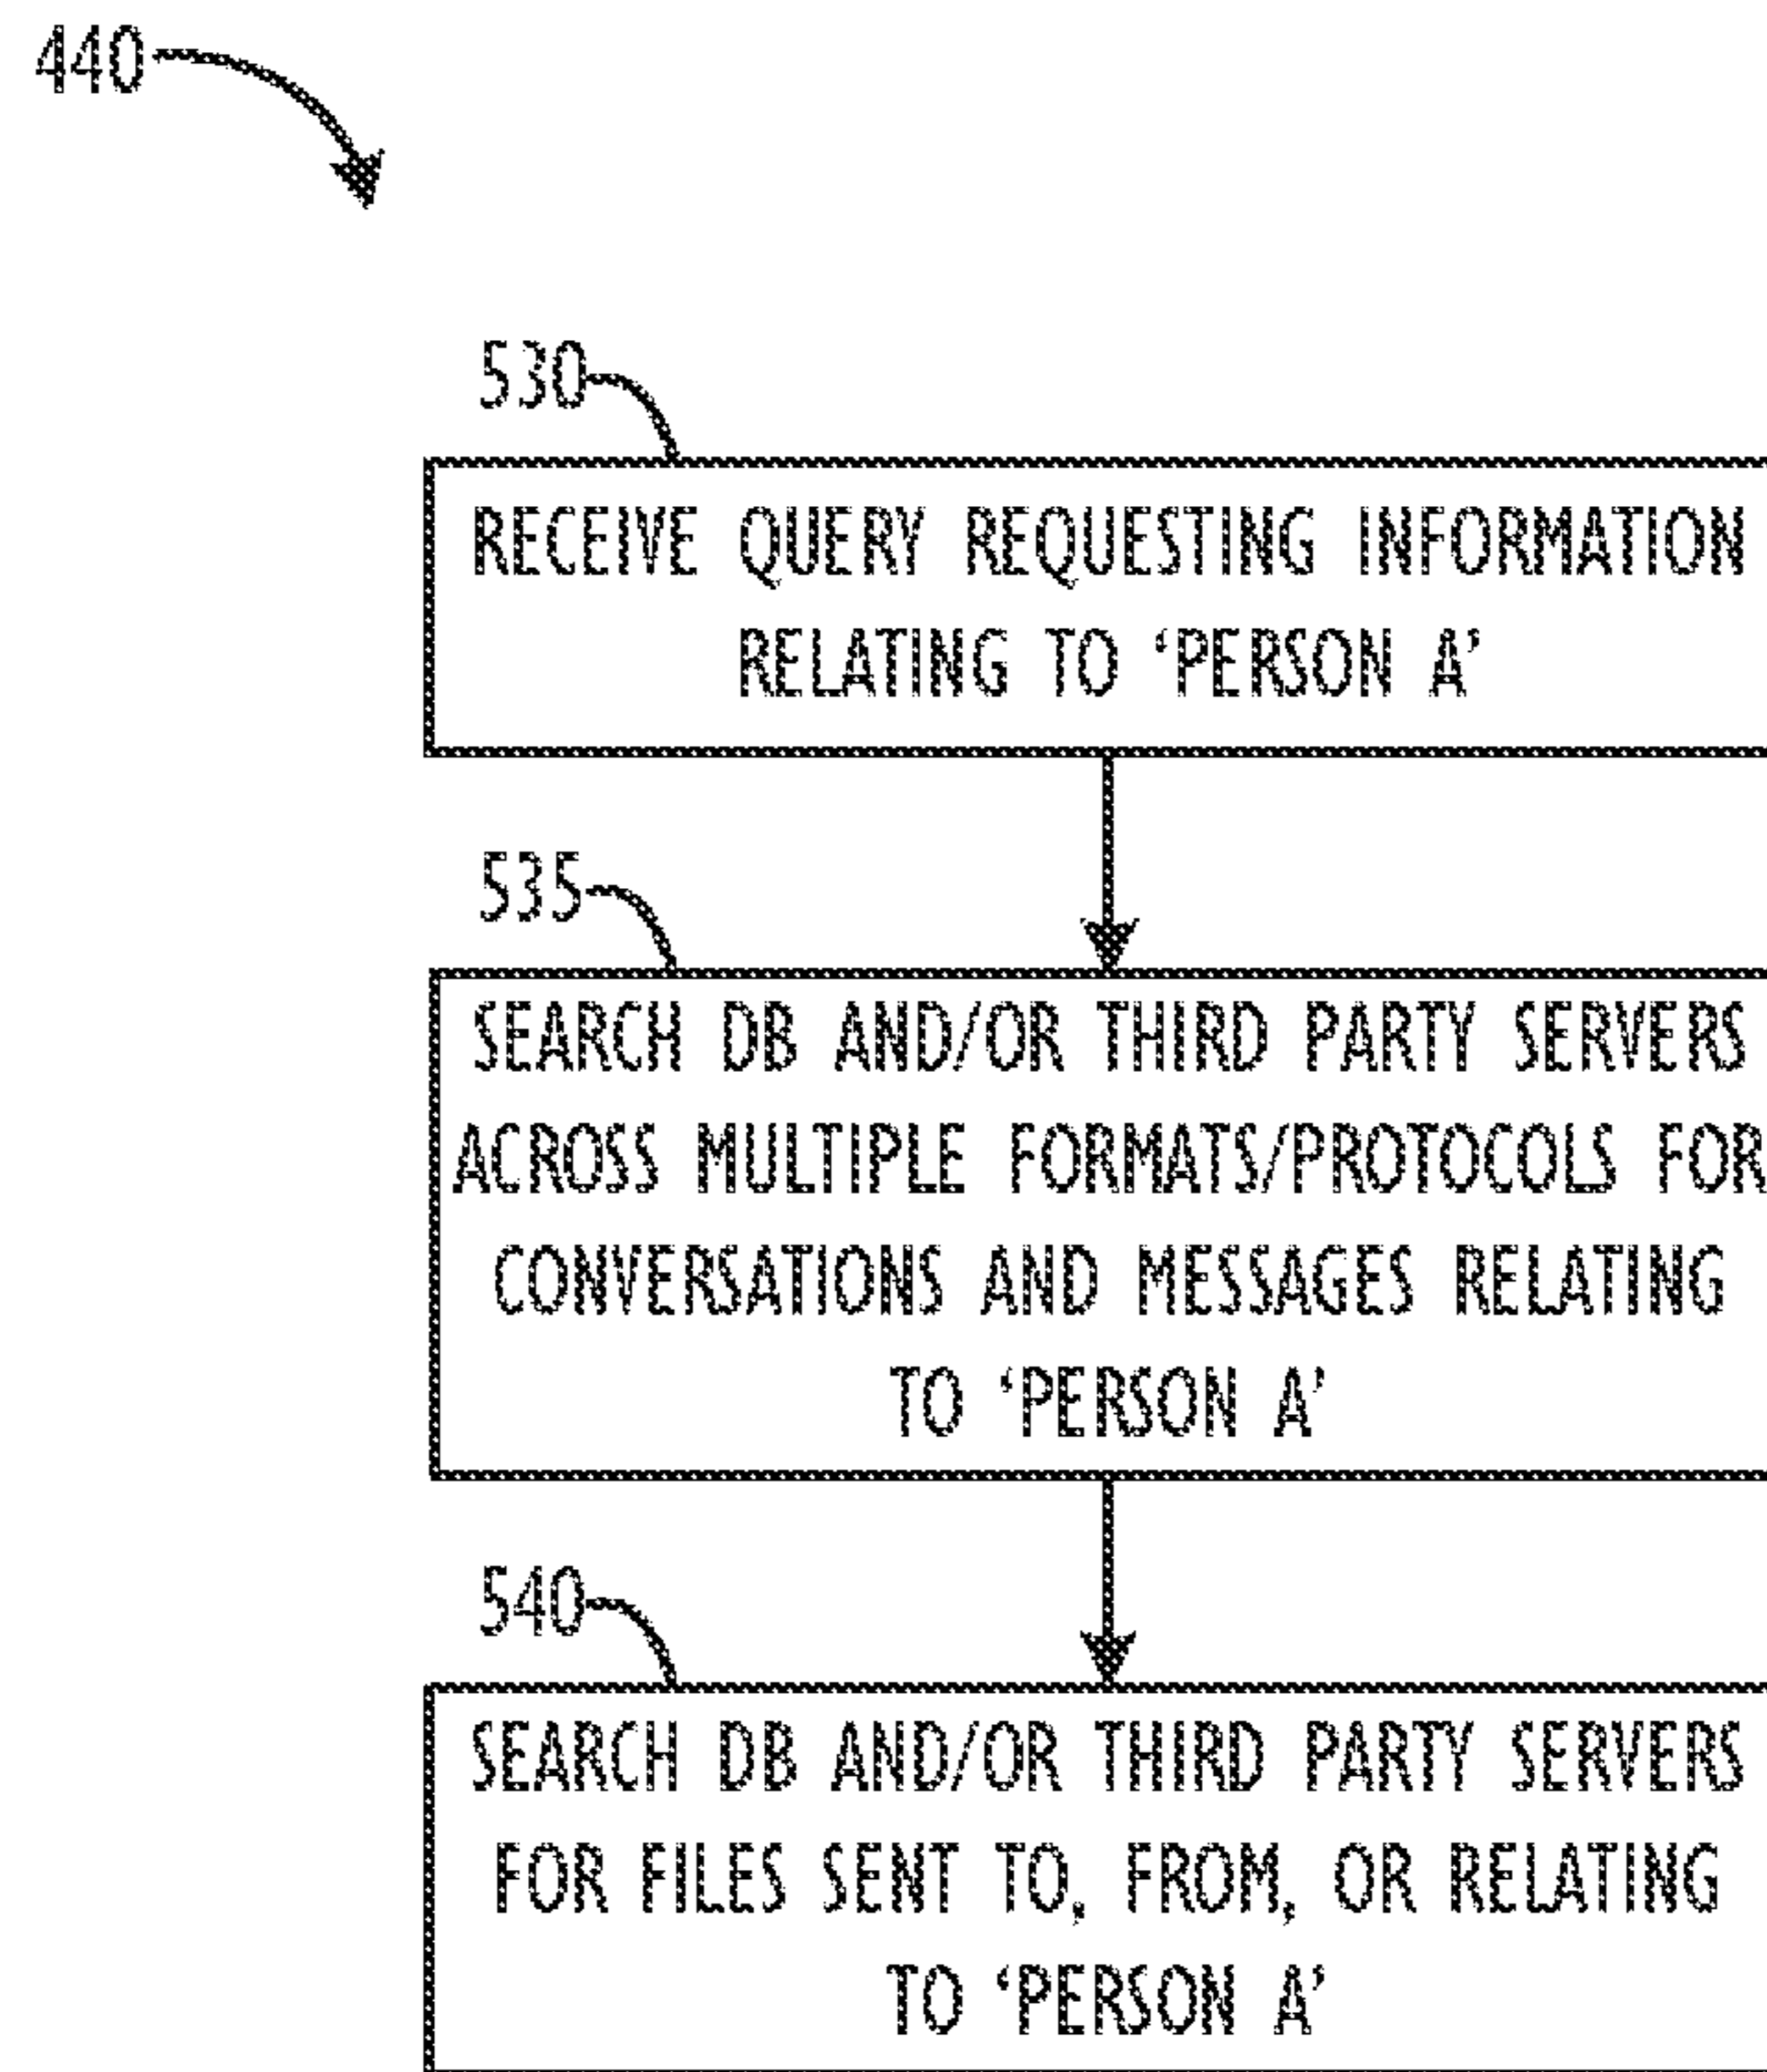 440
530
RECEIVE QUERY REQUESTING INFORMATION
RELATING TO ‘PERSON A’
535
SEARCH DB AND/OR THIRD PARTY SERVERS
ACROSS MULTIPLE FORMATS/PROTOCOLS FOR
CONVERSATIONS AND MESSAGES RELATING
TO ‘PERSON A’
540
SEARCH DB AND/OR THIRD PARTY SERVERS
FOR FILES SENT TO, FROM, OR RELATING
TO ‘PERSON A’